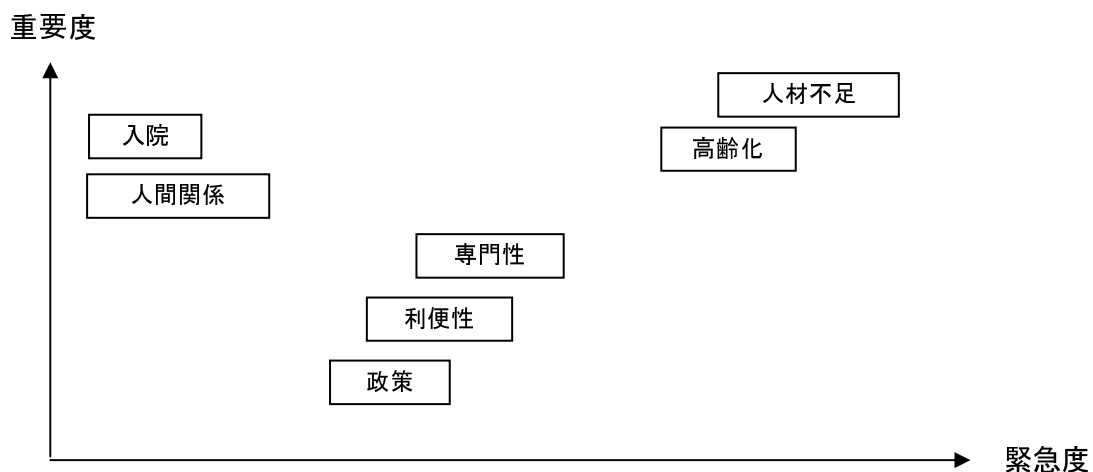 重要度
人材不足
入院
高齢化
人間関係
専門性
利便性
政策
緊急度